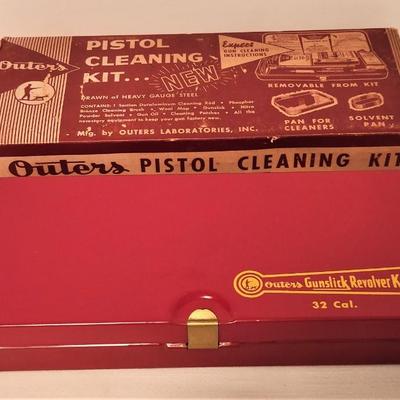 Outers
PISTOL
CLEANING
KIT...
NEW
DRAWN of HEAVY GAUGE STEEL
CONTAINS: 1 Section Duraluminum Cleaning Rod • Phosphor
Bronze Cleaning Brush • Wool Mop • Gunslick • Nitro
Powder Solvent • Gun Oil • Cleaning Patches • All the
necessary equipment to keep your gun factory new.
Mfg. by OUTERS LABORATORIES, INC.
Expert
GUN CLEANING
INSTRUCTIONS
REMOVABLE FROM KIT
PAN FOR
CLEANERS
SOLVENT
PAN
Outers PISTOL CLEANING KIT
Outers Gunslick Revolver K
32 Cal.